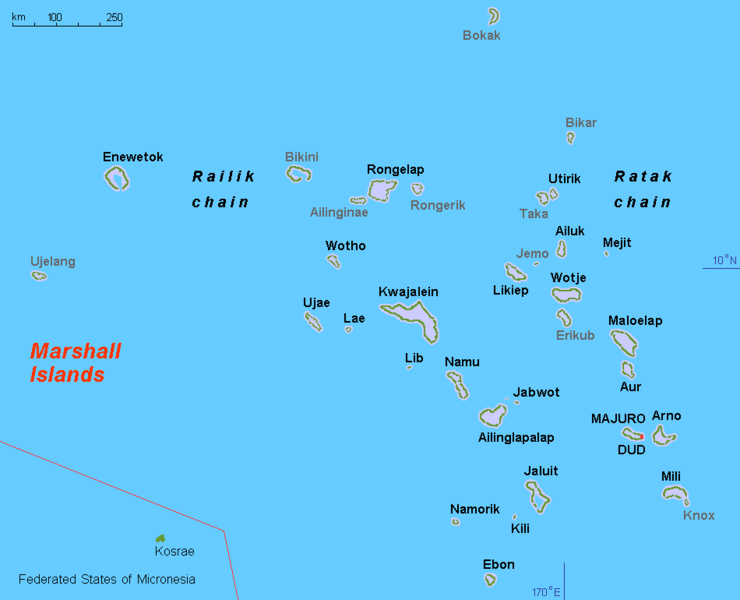 km 100 250
Bokak
Bikar
Enewetok
Bikini
Rongelap
Railik
chain
Utirik
Ratak
chain
Ailinginae
Rongerik
Taka
Ailuk
Mejit
Wotho
Jemo
Ujelang
10°N
Likiep
Wotje
Kwajalein
Ujae
Lae
Erikub
Maloelap
Marshall
Islands
Lib
Namu
Aur
Jabwot
MAJURO
Arno
Ailinglapalap
DUD
Jaluit
Mili
Namorik
Kili
Knox
Kosrae
Ebon
Federated States of Micronesia
170°E